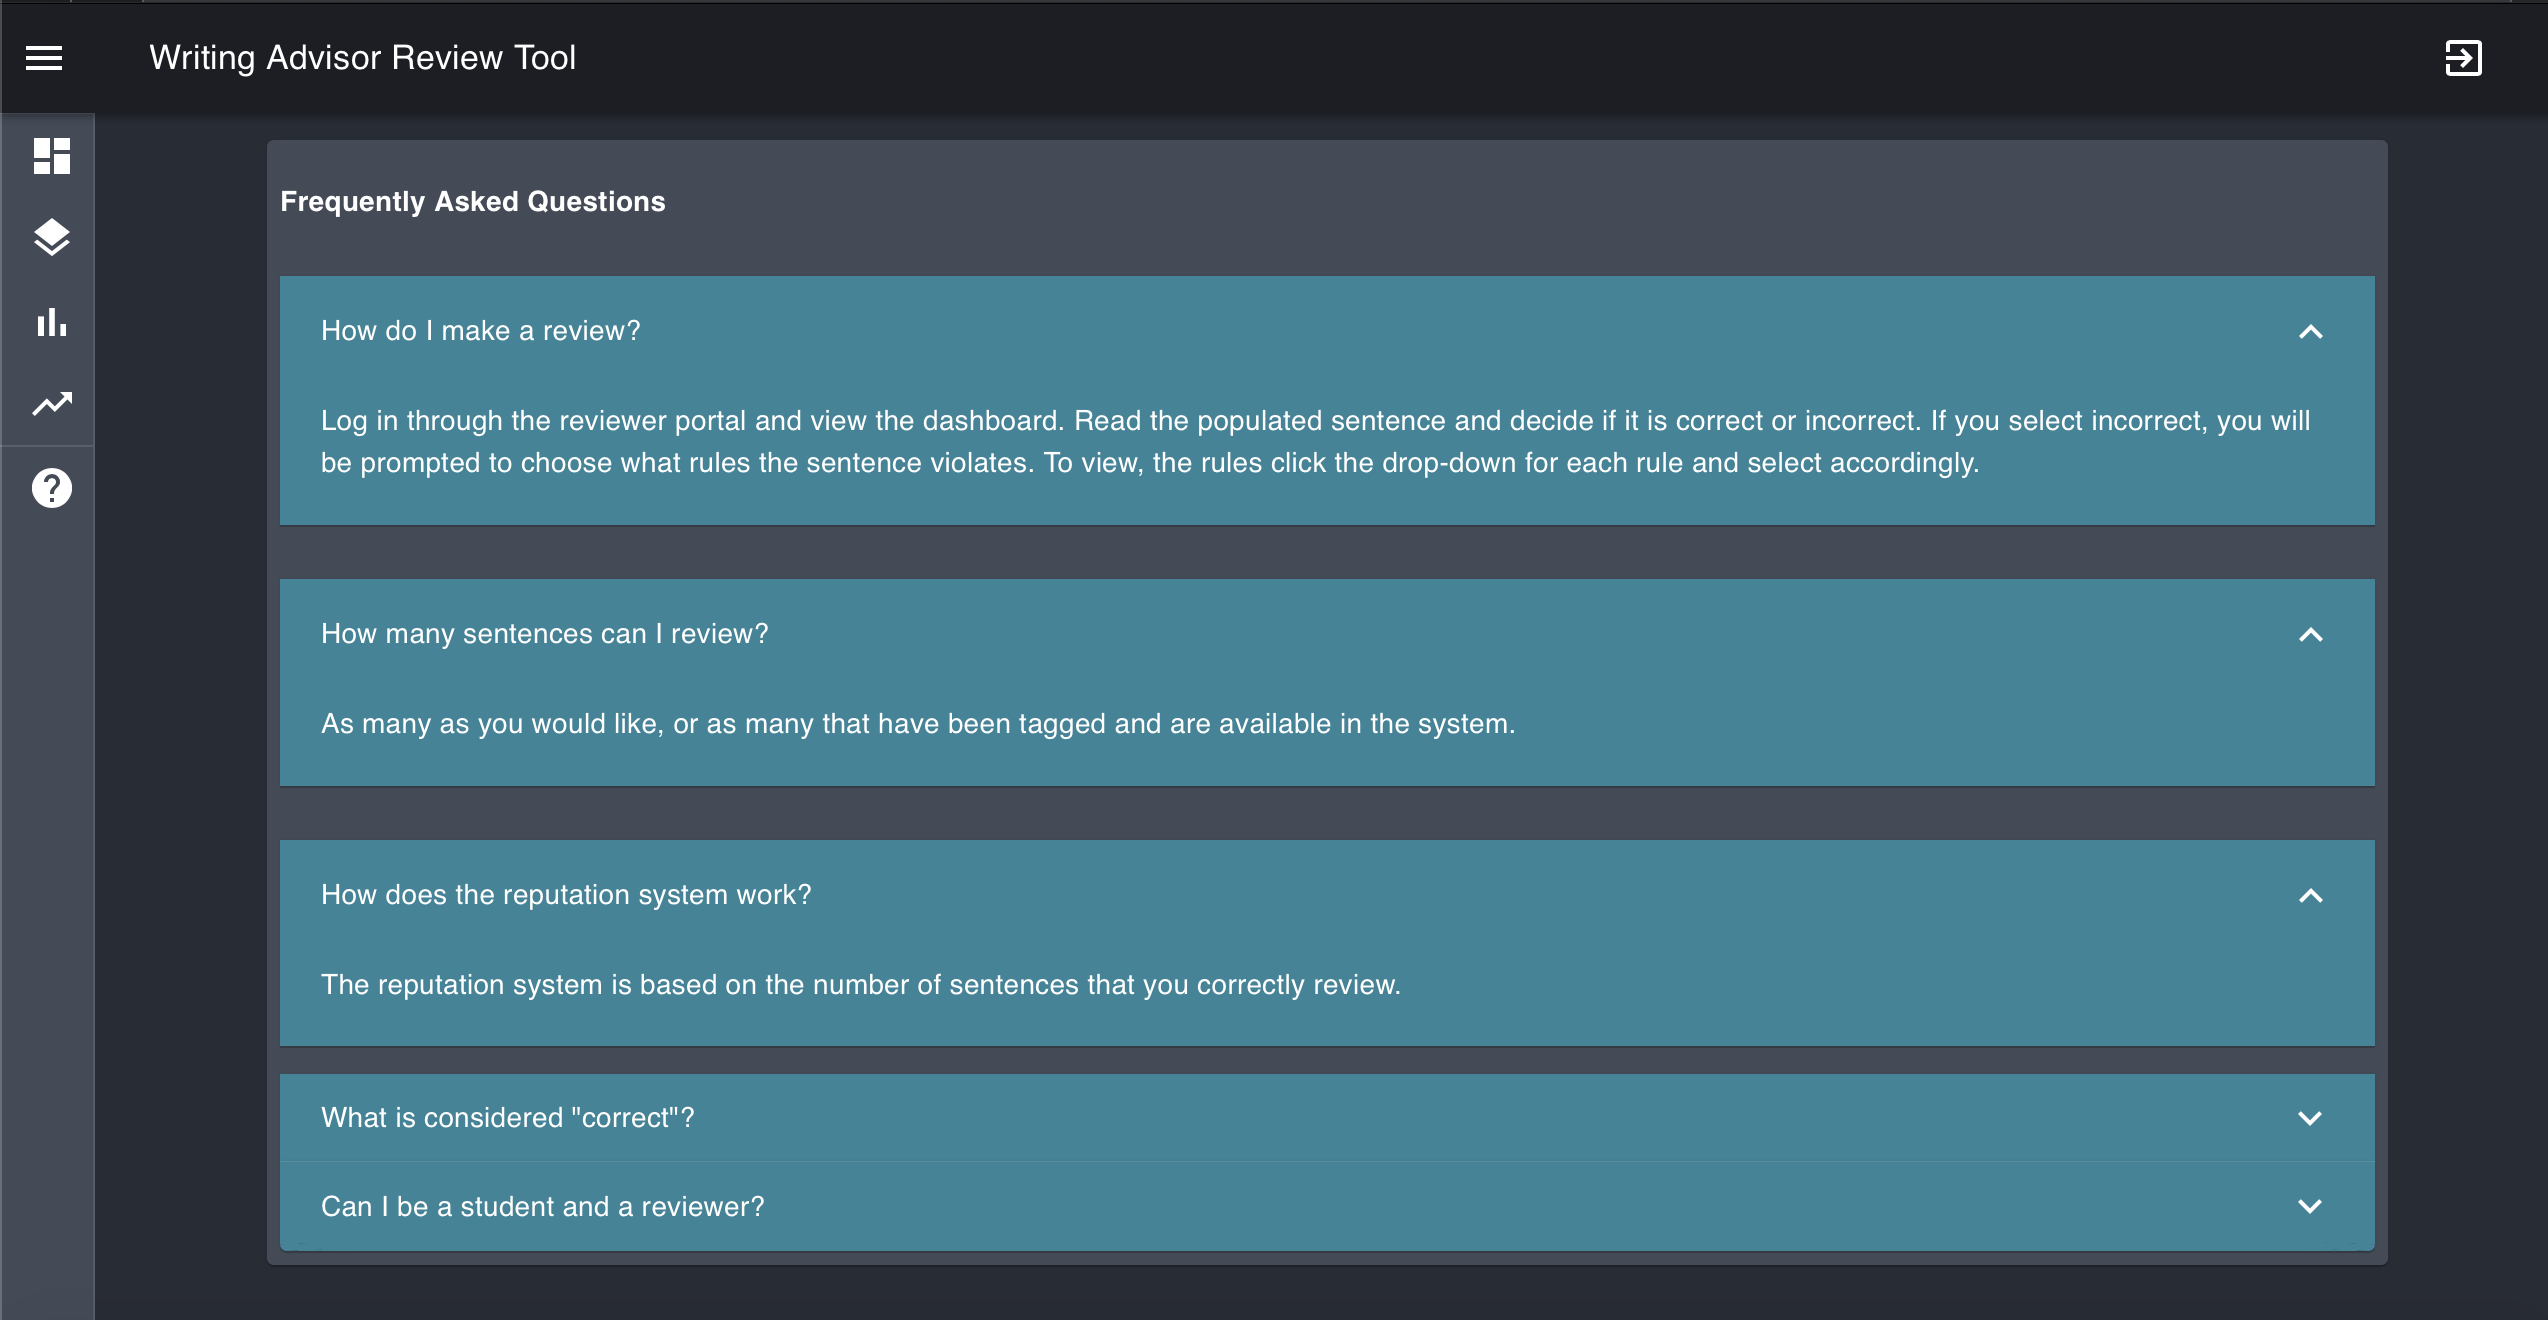 Writing Advisor Review Tool
Frequently Asked Questions
How do I make a review?
Log in through the reviewer portal and view the dashboard. Read the populated sentence and decide if it is correct or incorrect. If you select incorrect, you will
be prompted to choose what rules the sentence violates. To view, the rules click the drop-down for each rule and select accordingly.
How many sentences can I review?
As many as you would like, or as many that have been tagged and are available in the system.
How does the reputation system work?
The reputation system is based on the number of sentences that you correctly review.
What is considered "correct"?
Can I be a student and a reviewer?